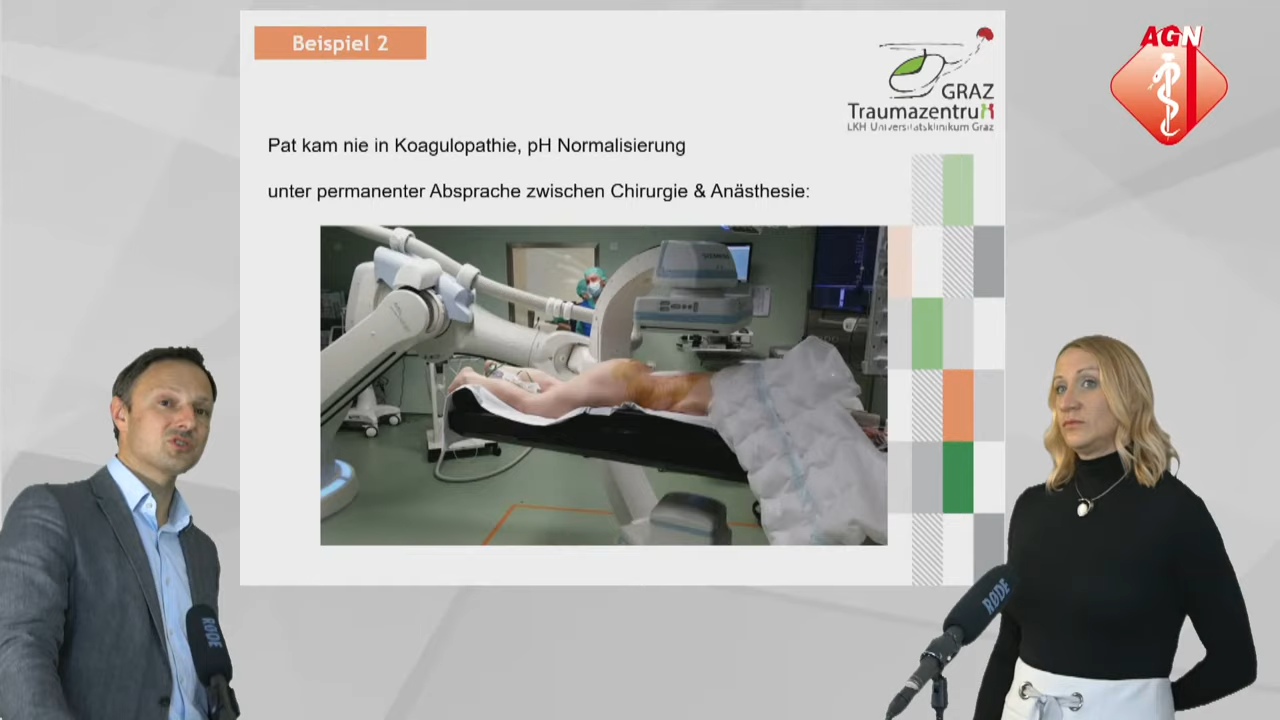 Beispiel 2
GRAZ
Traumazentrum
LKH Universitätsklinikum Graz
AGN
Pat kam nie in Koagulopathie, pH Normalisierung
unter permanenter Absprache zwischen Chirurgie & Anästhesie:
SIEMENS
RØDE
RØDE